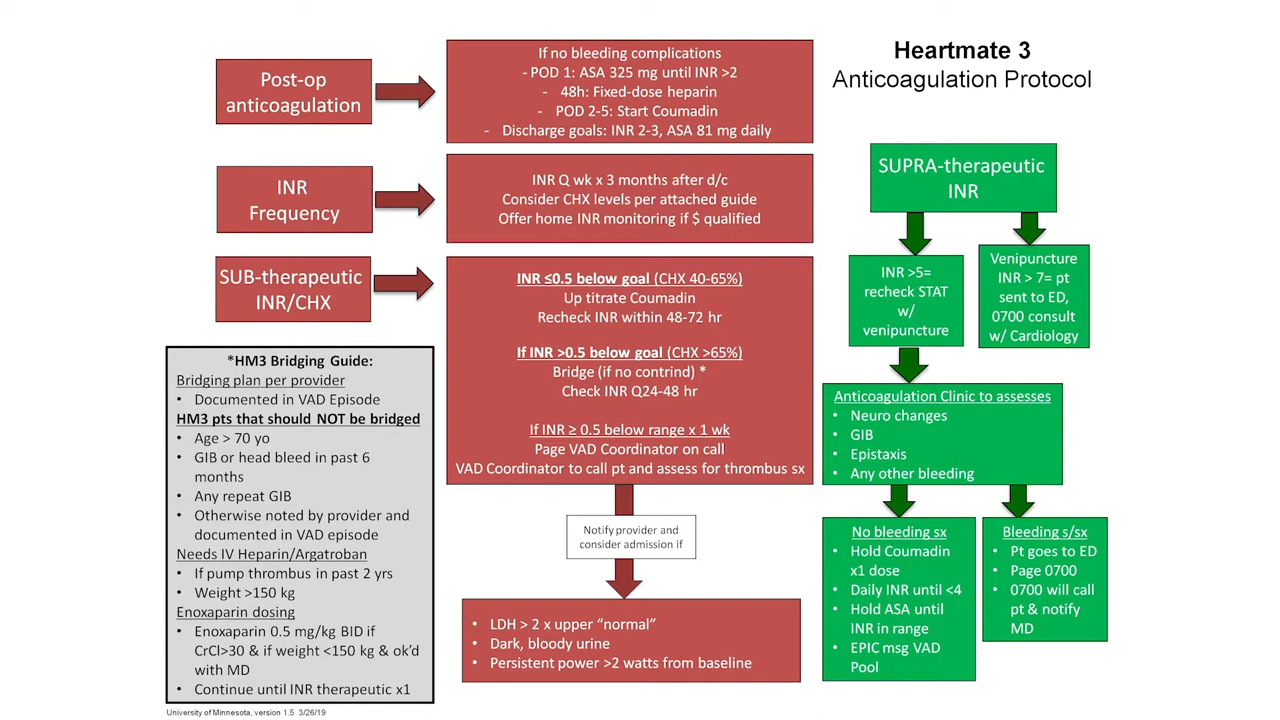 Heartmate 3
Anticoagulation Protocol
Post-op
anticoagulation
If no bleeding complications
- POD 1: ASA 325 mg until INR >2
- 48h: Fixed-dose heparin
- POD 2-5: Start Coumadin
- Discharge goals: INR 2-3, ASA 81 mg daily
INR
Frequency
INR Q wk x 3 months after d/c
Consider CHX levels per attached guide
Offer home INR monitoring if $ qualified
SUB-therapeutic
INR/CHX
INR ≤0.5 below goal (CHX 40-65%)
Up titrate Coumadin
Recheck INR within 48-72 hr
If INR >0.5 below goal (CHX >65%)
Bridge (if no contrind) *
Check INR Q24-48 hr
If INR ≥ 0.5 below range x 1 wk
Page VAD Coordinator on call
VAD Coordinator to call pt and assess for thrombus sx
Notify provider and
consider admission if
• LDH > 2 x upper “normal”
• Dark, bloody urine
• Persistent power >2 watts from baseline
*HM3 Bridging Guide:
Bridging plan per provider
• Documented in VAD Episode
HM3 pts that should NOT be bridged
• Age > 70 yo
• GIB or head bleed in past 6
months
• Any repeat GIB
• Otherwise noted by provider and
documented in VAD episode
Needs IV Heparin/Argatroban
• If pump thrombus in past 2 yrs
• Weight >150 kg
Enoxaparin dosing
• Enoxaparin 0.5 mg/kg BID if
CrCl>30 & if weight <150 kg & ok’d
with MD
• Continue until INR therapeutic x1
SUPRA-therapeutic
INR
INR >5=
recheck STAT
w/
venipuncture
Venipuncture
INR > 7= pt
sent to ED,
0700 consult
w/ Cardiology
Anticoagulation Clinic to assesses
• Neuro changes
• GIB
• Epistaxis
• Any other bleeding
No bleeding sx
• Hold Coumadin
x1 dose
• Daily INR until <4
• Hold ASA until
INR in range
• EPIC msg VAD
Pool
Bleeding s/sx
• Pt goes to ED
• Page 0700
• 0700 will call
pt & notify
MD
University of Minnesota, version 1.5 3/26/19